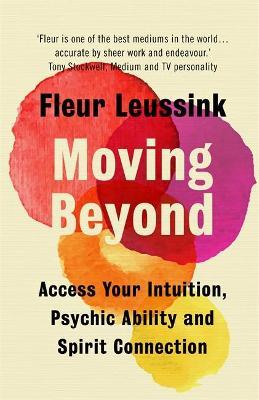 'Fleur is one of the best mediums in the world...
accurate by sheer work and endeavour.'
Tony Stockwell, Medium and TV personality
Fleur Leussink
Moving
Beyond
Access Your Intuition,
Psychic Ability and
Spirit Connection